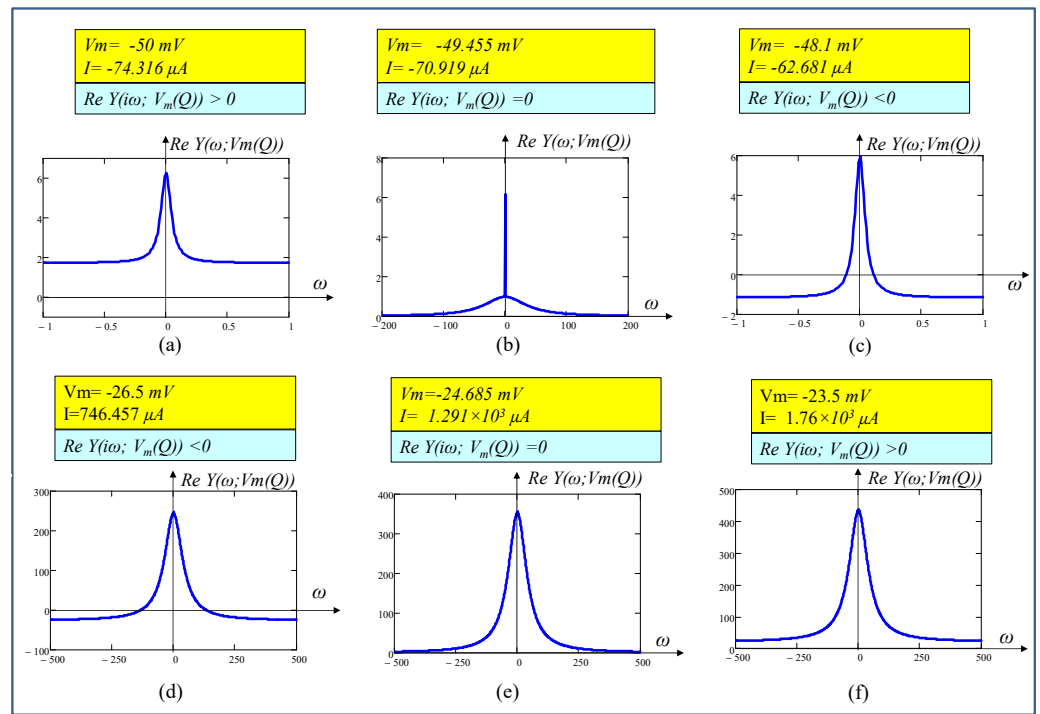 Vm= -50 mV
I= -74.316 μA
Re Y(iω; Vm(Q)) > 0
Vm= -49.455 mV
I= -70.919 μA
Re Y(iω; Vm(Q)) =0
Vm= -48.1 mV
I= -62.681 μA
Re Y(iω; Vm(Q)) <0
Re Y(ω;Vm(Q))
6
4
2
0
−1
−0.5
0
0.5
1
ω
(a)
Re Y(ω;Vm(Q))
8
6
4
2
0
−200
−100
0
100
200
ω
(b)
Re Y(ω;Vm(Q))
6
4
2
0
−2
−1
−0.5
0
0.5
1
ω
(c)
Vm= -26.5 mV
I=746.457 μA
Re Y(iω; Vm(Q)) <0
Vm=-24.685 mV
I= 1.291×10³ μA
Re Y(iω; Vm(Q)) =0
Vm= -23.5 mV
I= 1.76×10³ μA
Re Y(iω; Vm(Q)) >0
Re Y(ω;Vm(Q))
300
200
100
0
−100
−500
−250
0
250
500
ω
(d)
Re Y(ω;Vm(Q))
400
300
200
100
0
−500
−250
0
250
500
ω
(e)
Re Y(ω;Vm(Q))
500
400
300
200
100
0
−500
−250
0
250
500
ω
(f)